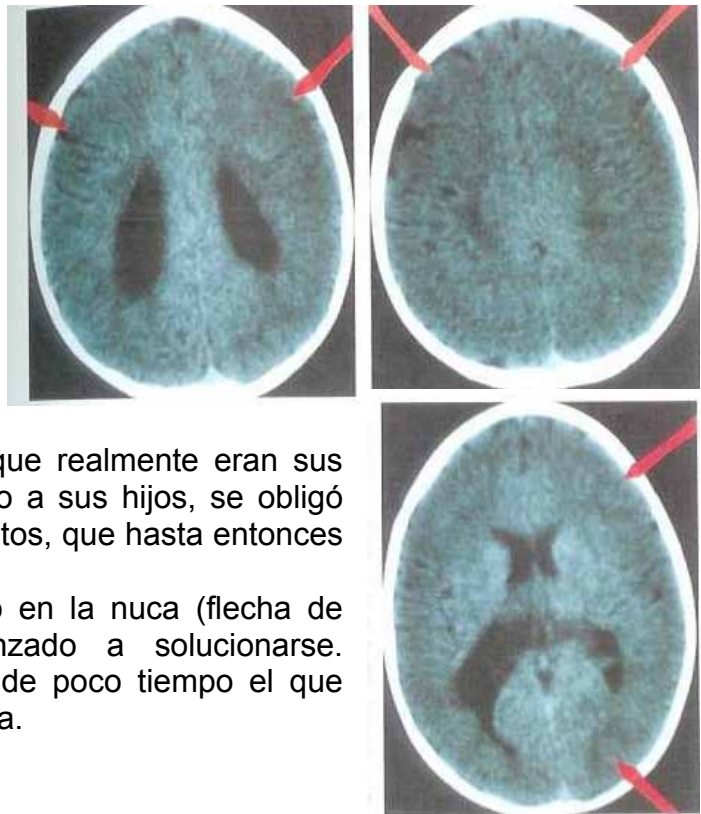 que realmente eran sus
o a sus hijos, se obligó
tos, que hasta entonces
o en la nuca (flecha de
nzado a solucionarse.
de poco tiempo el que
a.